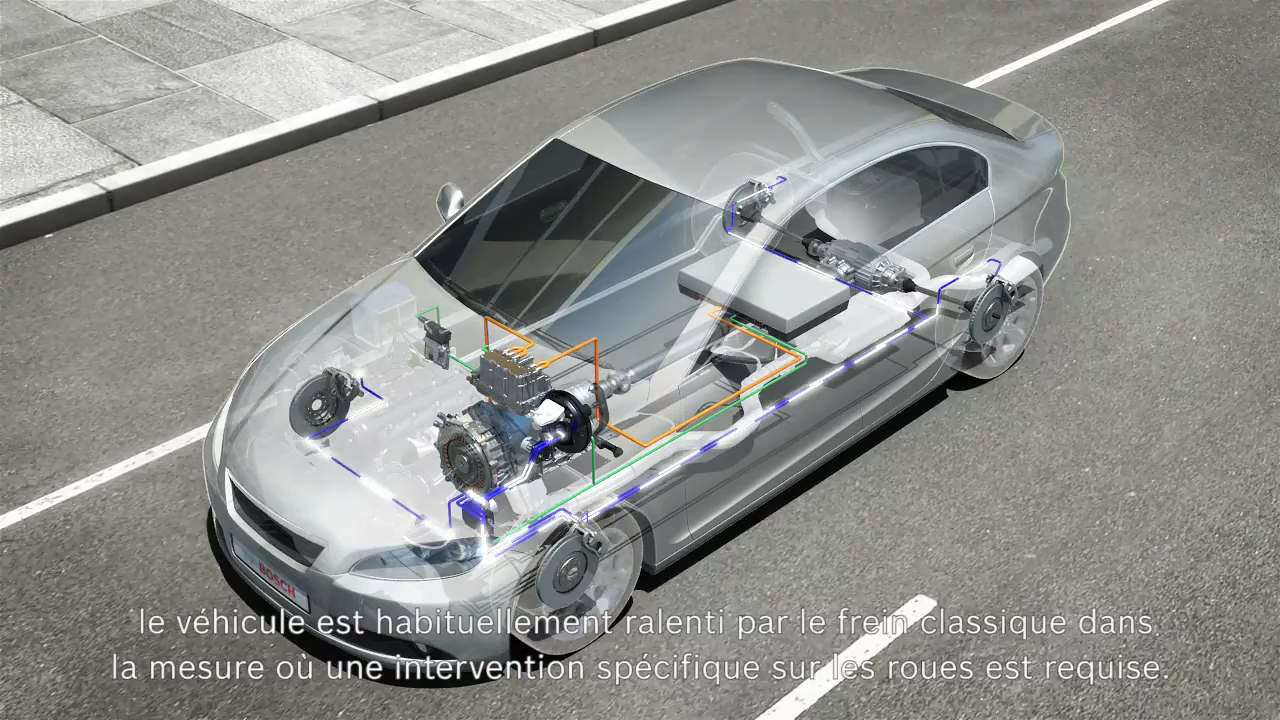 BOSCH
le véhicule est habituellement ralenti par le frein classique dans
la mesure où une intervention spécifique sur les roues est requise.